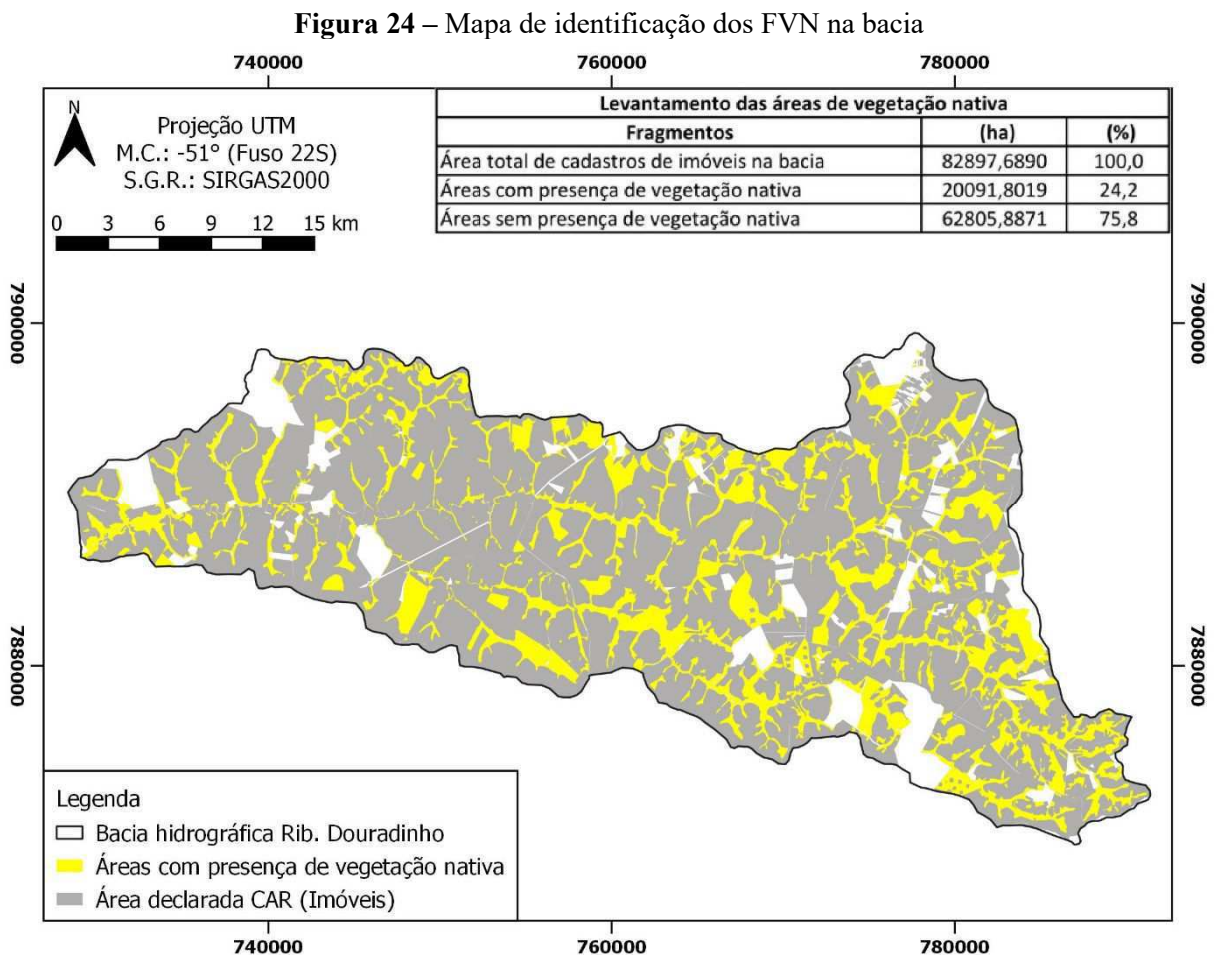 Figura 24 – Mapa de identificação dos FVN na bacia
740000 760000 780000
N
Projeção UTM
M.C.: -51° (Fuso 22S)
S.G.R.: SIRGAS2000
0 3 6 9 12 15 km
Levantamento das áreas de vegetação nativa
Fragmentos (ha) (%)
Área total de cadastros de imóveis na bacia 82897,6890 100,0
Áreas com presença de vegetação nativa 20091,8019 24,2
Áreas sem presença de vegetação nativa 62805,8871 75,8
7900000 7900000
7880000 7880000
Legenda
Bacia hidrográfica Rib. Douradinho
Áreas com presença de vegetação nativa
Área declarada CAR (Imóveis)
740000 760000 780000